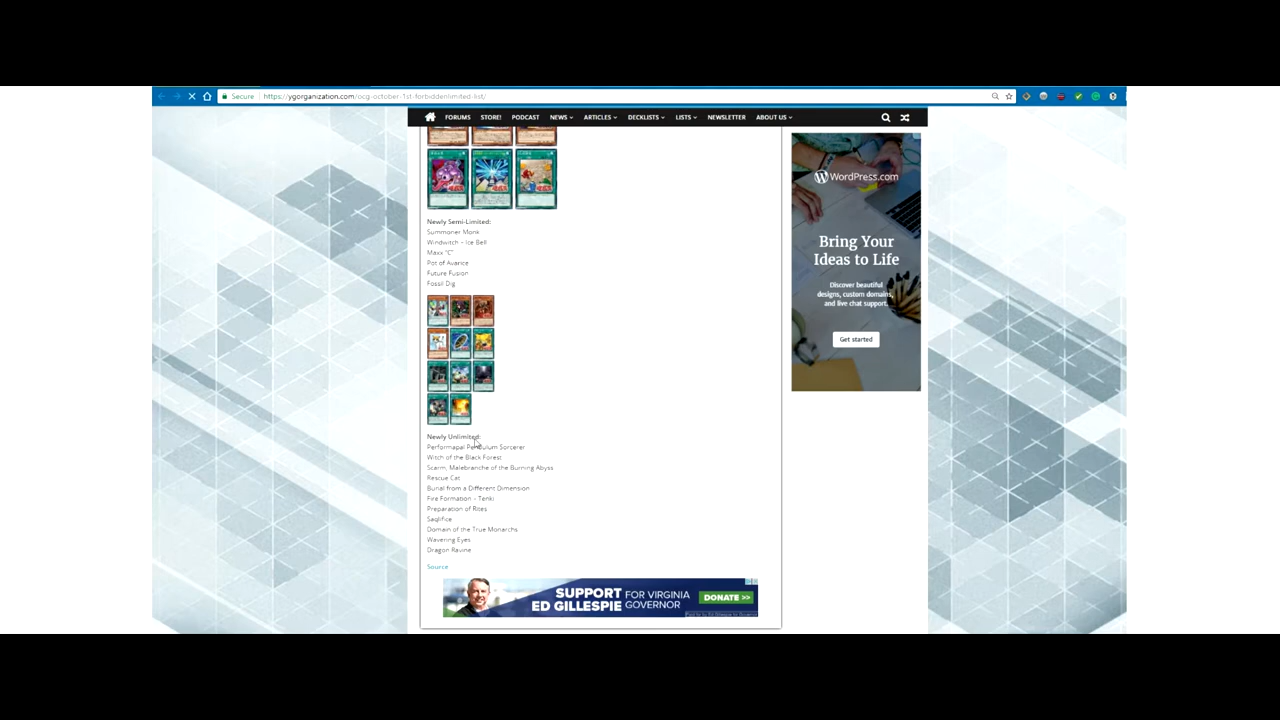 Secure
https://ygorganization.com/ocg-october-1st-forbiddenlimited-list/
FORUMS STORE! PODCAST NEWS ARTICLES DECKLISTS LISTS NEWSLETTER ABOUT US
Newly Semi-Limited:
Summoner Monk
Windwitch – Ice Bell
Maxx "C"
Pot of Avarice
Future Fusion
Fossil Dig
Newly Unlimited:
Performapal Pendulum Sorcerer
Witch of the Black Forest
Scarm, Malebranche of the Burning Abyss
Rescue Cat
Burial from a Different Dimension
Fire Formation – Tenki
Preparation of Rites
Saqlifice
Domain of the True Monarchs
Wavering Eyes
Dragon Ravine
Source
SUPPORT
ED GILLESPIE
FOR VIRGINIA
GOVERNOR
DONATE >>
WordPress.com
Bring Your
Ideas to Life
Discover beautiful
designs, custom domains,
and live chat support.
Get started